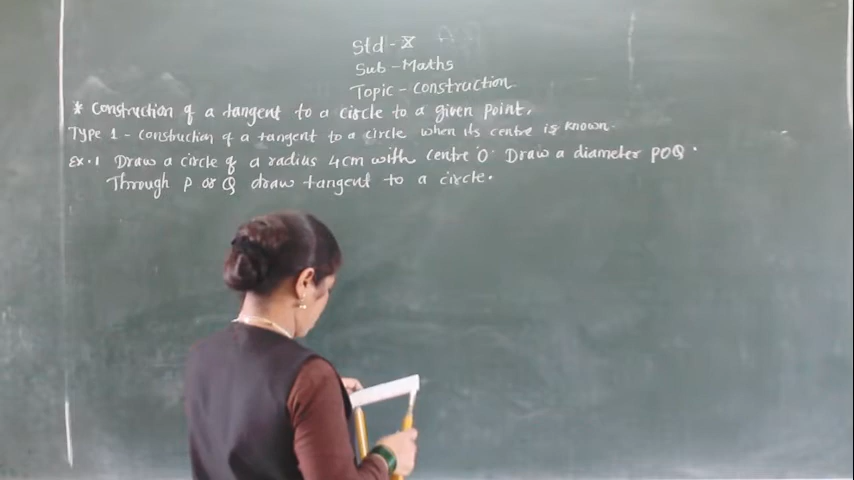 Std - X
Sub - Maths
Topic - Construction
* Construction of a tangent to a circle to a given point.
Type 1 - Construction of a tangent to a circle when its centre is known.
Ex. 1 Draw a circle of a radius 4cm with centre 'O'. Draw a diameter POQ.
Through P or Q draw tangent to a circle.